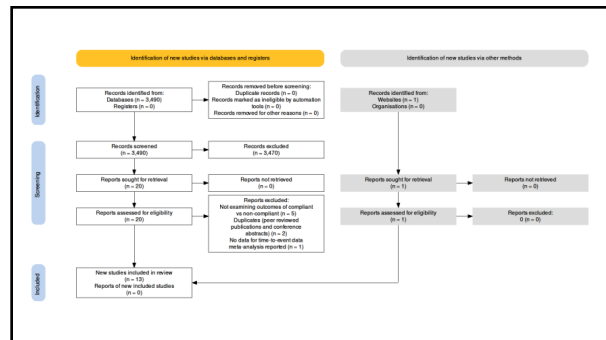 Identification of new studies via databases and registers
Identification of new studies via other methods
Identification
Records identified from:
Databases (n = 3,490)
Registers (n = 0)
Records removed before screening:
Duplicate records (n = 0)
Records marked as ineligible by automation
tools (n = 0)
Records removed for other reasons (n = 0)
Records identified from:
Websites (n = 1)
Organisations (n = 0)
Screening
Records screened
(n = 3,490)
Records excluded
(n = 3,470)
Reports sought for retrieval
(n = 20)
Reports not retrieved
(n = 0)
Reports sought for retrieval
(n = 1)
Reports not retrieved
(n = 0)
Reports assessed for eligibility
(n = 20)
Reports excluded:
Not examining outcomes of compliant
vs non-compliant (n = 5)
Duplicates (peer reviewed
publications and conference
abstracts) (n = 2)
No data for time-to-event data
meta-analysis reported (n = 1)
Reports assessed for eligibility
(n = 1)
Reports excluded:
0 (n = 0)
Included
New studies included in review
(n = 13)
Reports of new included studies
(n = 0)